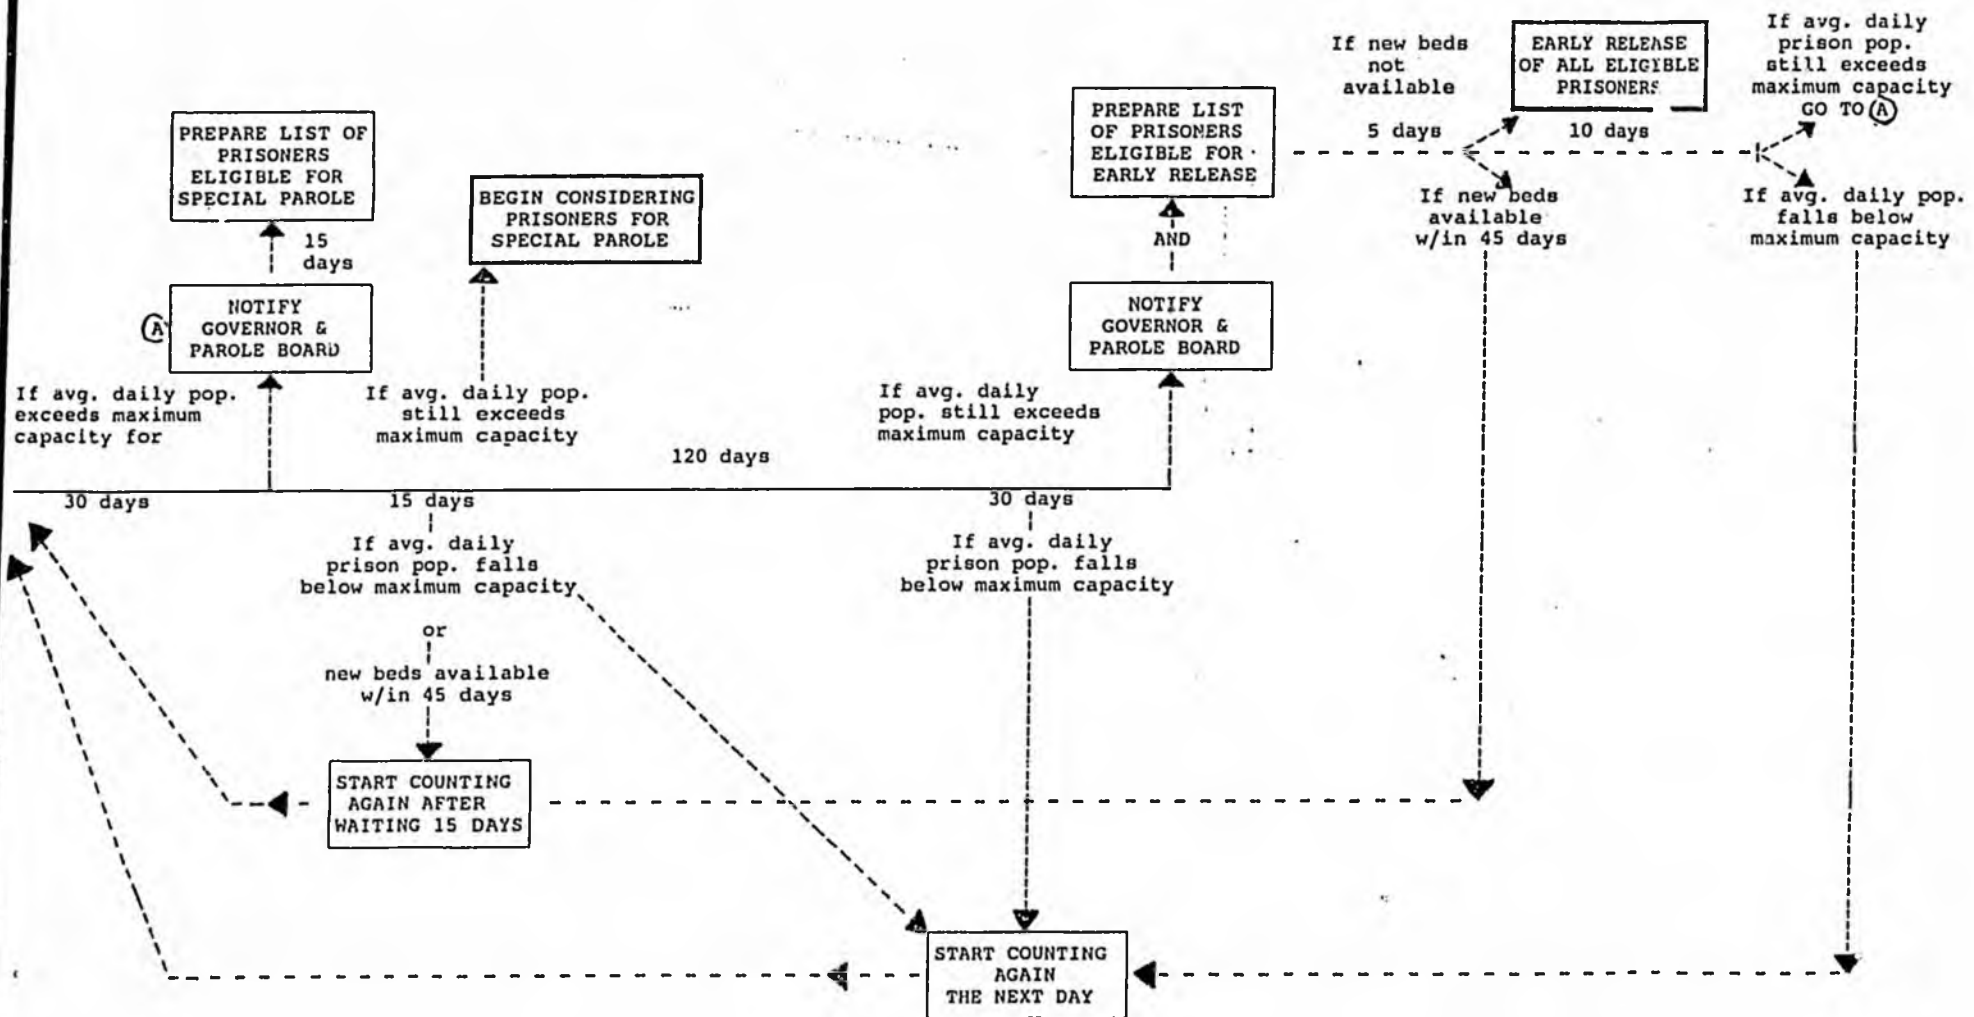 If new beds
not
available
EARLY RELEASE
OF ALL ELIGIBLE
PRISONERS
If avg. daily
prison pop.
still exceeds
maximum capacity
GO TO (A)
5 days
10 days
PREPARE LIST OF
PRISONERS
ELIGIBLE FOR
SPECIAL PAROLE
BEGIN CONSIDERING
PRISONERS FOR
SPECIAL PAROLE
PREPARE LIST
OF PRISONERS
ELIGIBLE FOR
EARLY RELEASE
If new beds
available
w/in 45 days
If avg. daily pop.
falls below
maximum capacity
15
days
AND
(A)
NOTIFY
GOVERNOR &
PAROLE BOARD
NOTIFY
GOVERNOR &
PAROLE BOARD
If avg. daily pop.
exceeds maximum
capacity for
If avg. daily pop.
still exceeds
maximum capacity
If avg. daily
pop. still exceeds
maximum capacity
120 days
30 days
15 days
30 days
If avg. daily
prison pop. falls
below maximum capacity
or
new beds available
w/in 45 days
If avg. daily
prison pop. falls
below maximum capacity
START COUNTING
AGAIN AFTER
WAITING 15 DAYS
START COUNTING
AGAIN
THE NEXT DAY